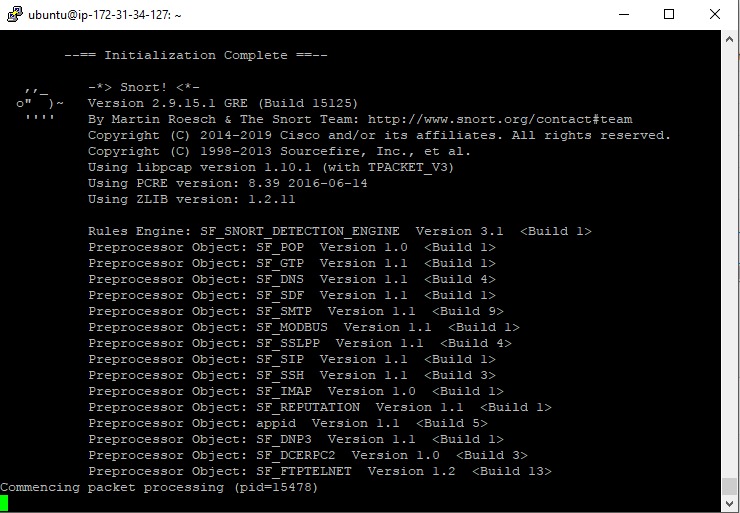 ubuntu@ip-172-31-34-127: ~
--== Initialization Complete ==--
,,_ -*> Snort! <*-
o" )~ Version 2.9.15.1 GRE (Build 15125)
'''' By Martin Roesch & The Snort Team: http://www.snort.org/contact#team
Copyright (C) 2014-2019 Cisco and/or its affiliates. All rights reserved.
Copyright (C) 1998-2013 Sourcefire, Inc., et al.
Using libpcap version 1.10.1 (with TPACKET_V3)
Using PCRE version: 8.39 2016-06-14
Using ZLIB version: 1.2.11
Rules Engine: SF_SNORT_DETECTION_ENGINE Version 3.1 <Build 1>
Preprocessor Object: SF_POP Version 1.0 <Build 1>
Preprocessor Object: SF_GTP Version 1.1 <Build 1>
Preprocessor Object: SF_DNS Version 1.1 <Build 4>
Preprocessor Object: SF_SDF Version 1.1 <Build 1>
Preprocessor Object: SF_SMTP Version 1.1 <Build 9>
Preprocessor Object: SF_MODBUS Version 1.1 <Build 1>
Preprocessor Object: SF_SSLPP Version 1.1 <Build 4>
Preprocessor Object: SF_SIP Version 1.1 <Build 1>
Preprocessor Object: SF_SSH Version 1.1 <Build 3>
Preprocessor Object: SF_IMAP Version 1.0 <Build 1>
Preprocessor Object: SF_REPUTATION Version 1.1 <Build 1>
Preprocessor Object: appid Version 1.1 <Build 5>
Preprocessor Object: SF_DNP3 Version 1.1 <Build 1>
Preprocessor Object: SF_DCERPC2 Version 1.0 <Build 3>
Preprocessor Object: SF_FTPTELNET Version 1.2 <Build 13>
Commencing packet processing (pid=15478)